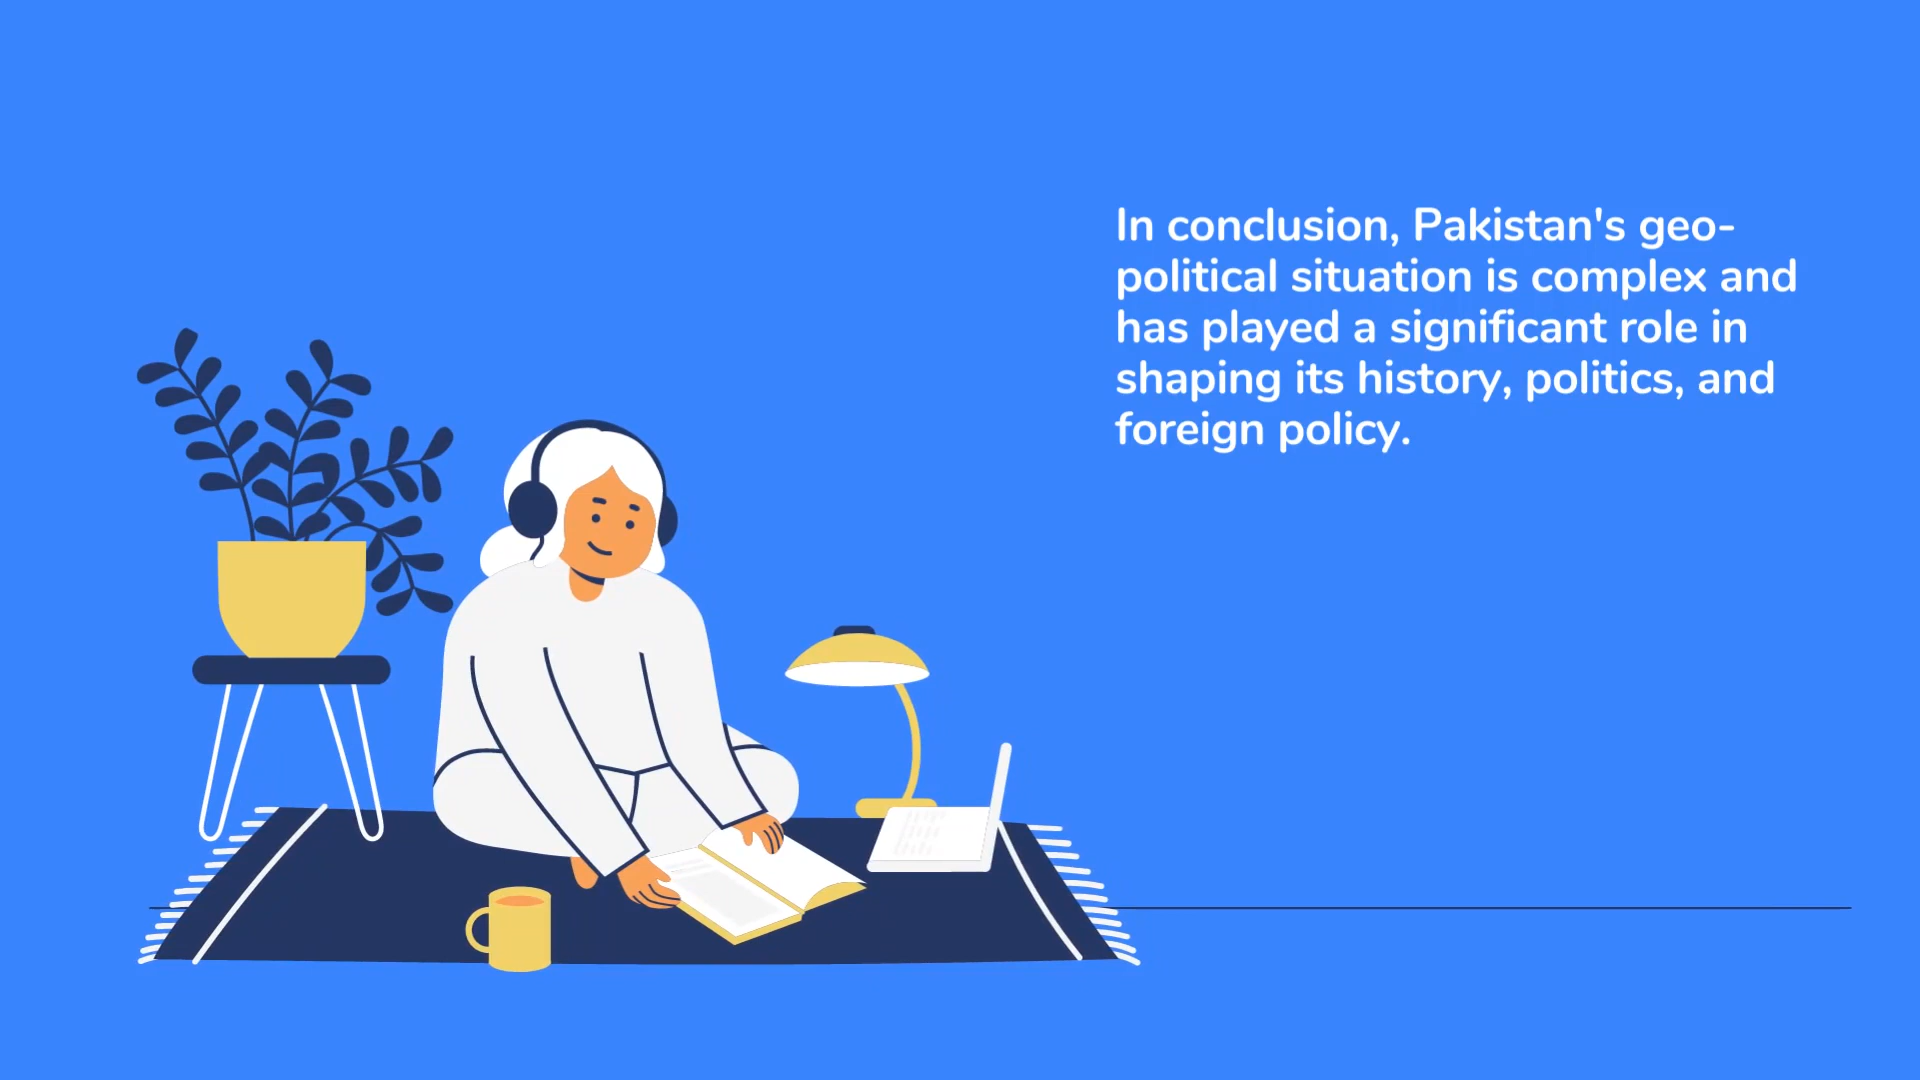 In conclusion, Pakistan's geo-
political situation is complex and
has played a significant role in
shaping its history, politics, and
foreign policy.